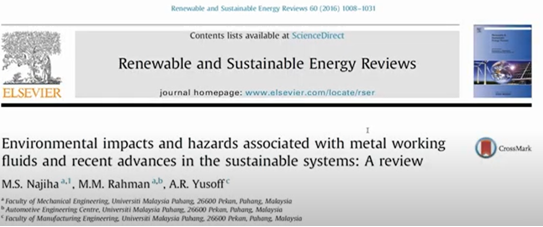 Renewable and Sustainable Energy Reviews 60 (2016) 1008–1031
Contents lists available at ScienceDirect
Renewable and Sustainable Energy Reviews
journal homepage: www.elsevier.com/locate/rser
ELSEVIER
Environmental impacts and hazards associated with metal working
fluids and recent advances in the sustainable systems: A review
CrossMark
M.S. Najiha a,1, M.M. Rahman a,b, A.R. Yusoff c
a Faculty of Mechanical Engineering, Universiti Malaysia Pahang, 26600 Pekan, Pahang, Malaysia
b Automotive Engineering Centre, Universiti Malaysia Pahang, 26600 Pekan, Pahang, Malaysia
c Faculty of Manufacturing Engineering, Universiti Malaysia Pahang, 26600 Pekan, Pahang, Malaysia